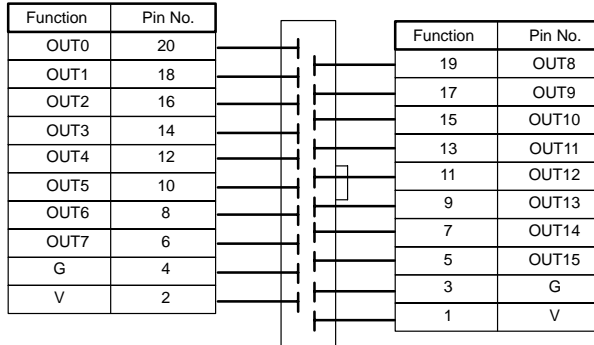 Function Pin No.
OUT0 20
OUT1 18
OUT2 16
OUT3 14
OUT4 12
OUT5 10
OUT6 8
OUT7 6
G 4
V 2
Function Pin No.
19 OUT8
17 OUT9
15 OUT10
13 OUT11
11 OUT12
9 OUT13
7 OUT14
5 OUT15
3 G
1 V